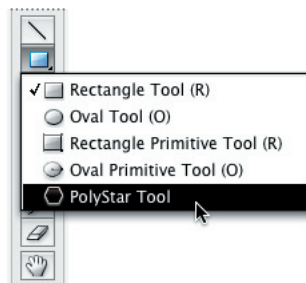 Rectangle Tool (R)
Oval Tool (O)
Rectangle Primitive Tool (R)
Oval Primitive Tool (O)
PolyStar Tool